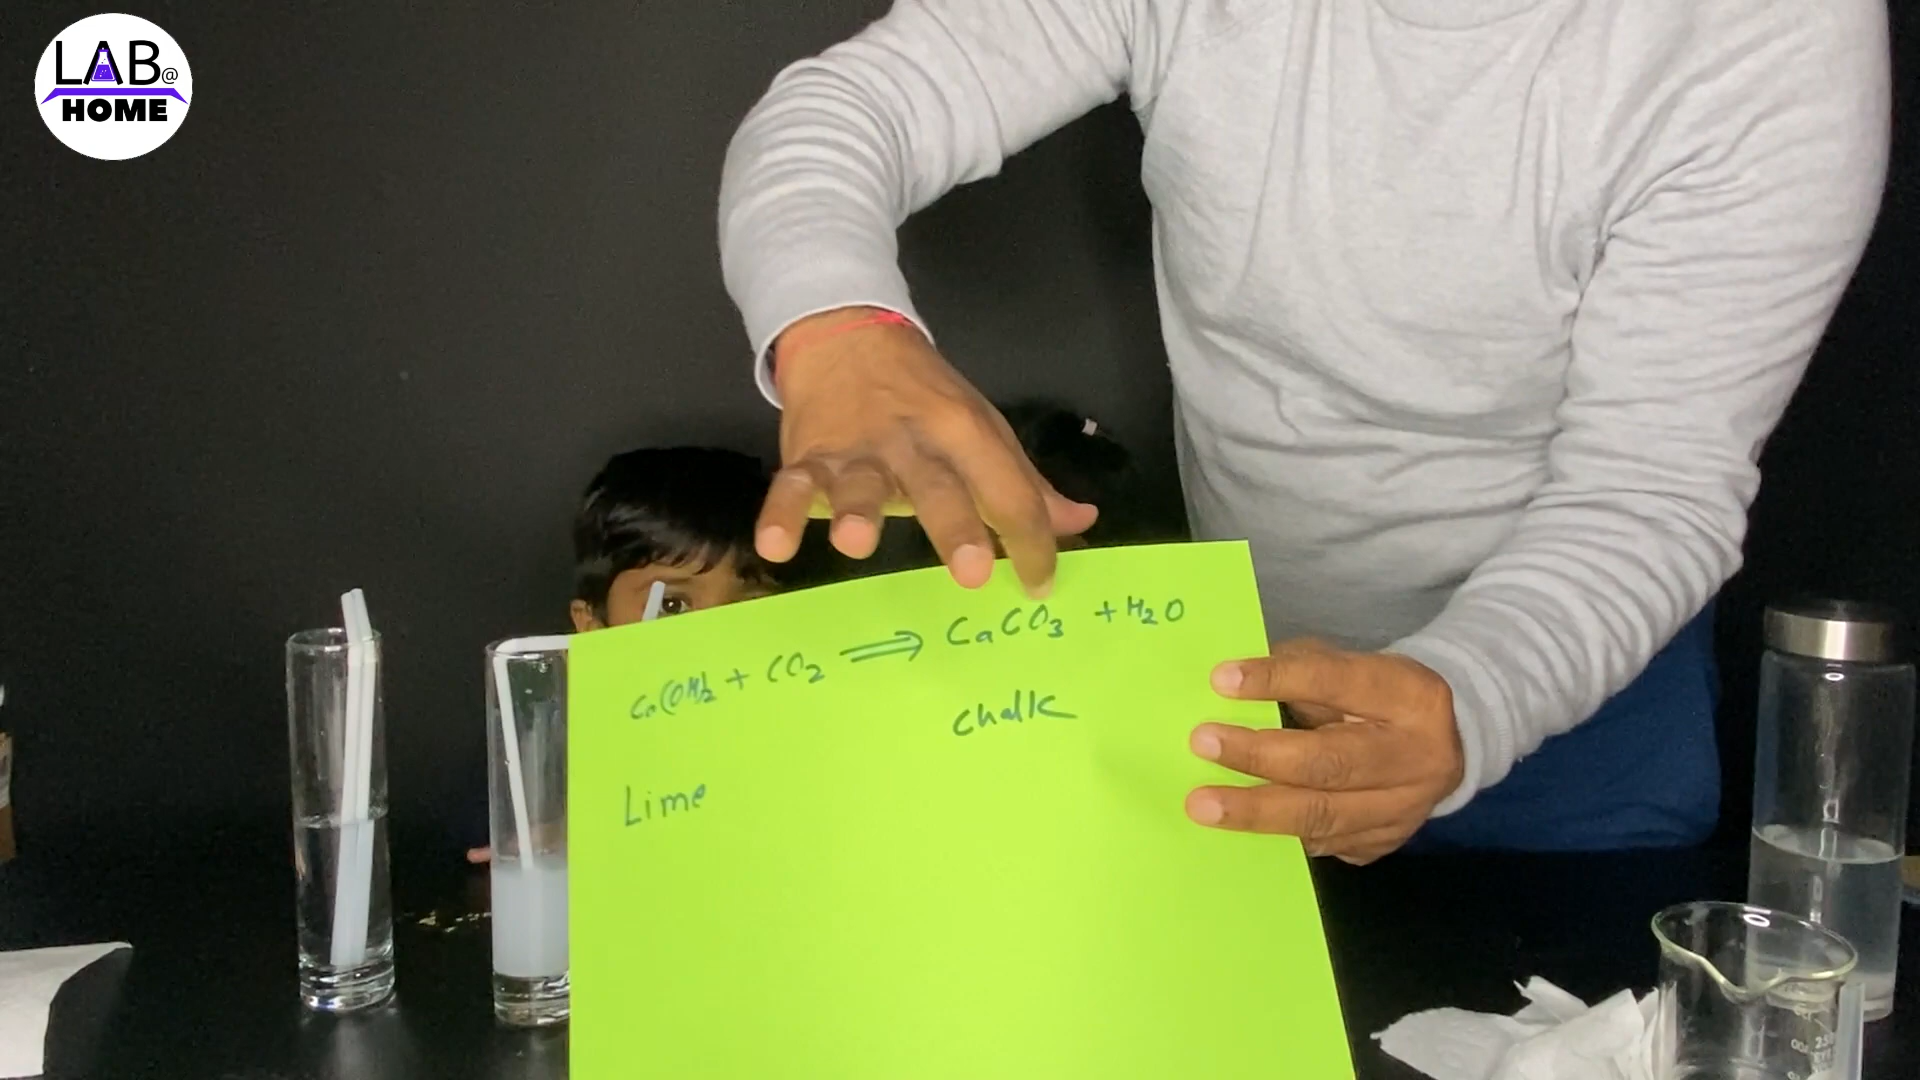 LAB@
HOME
Ca(OH)2 + CO2 ⟹ CaCO3 + H2O
Chalk
Lime